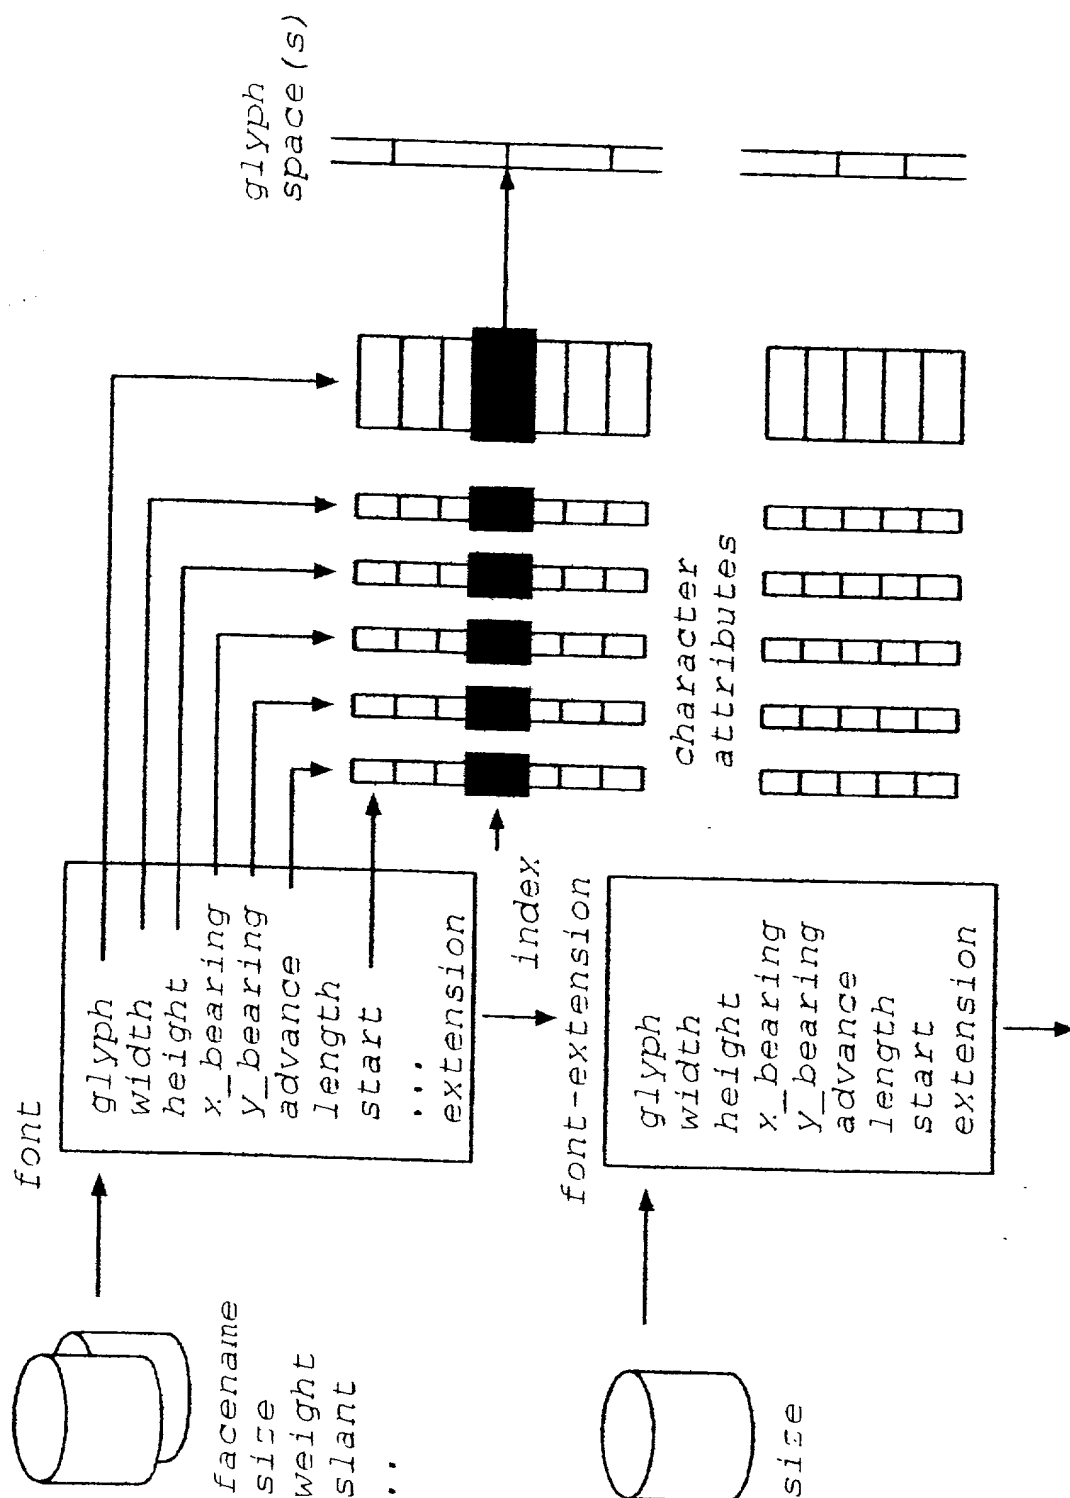 glyph
space(s)
font
glyph
width
height
x_bearing
y_bearing
advance
length
start
...
extension
index
character
attributes
facename
size
weight
slant
..
font-extension
glyph
width
height
x_bearing
y_bearing
advance
length
start
extension
size